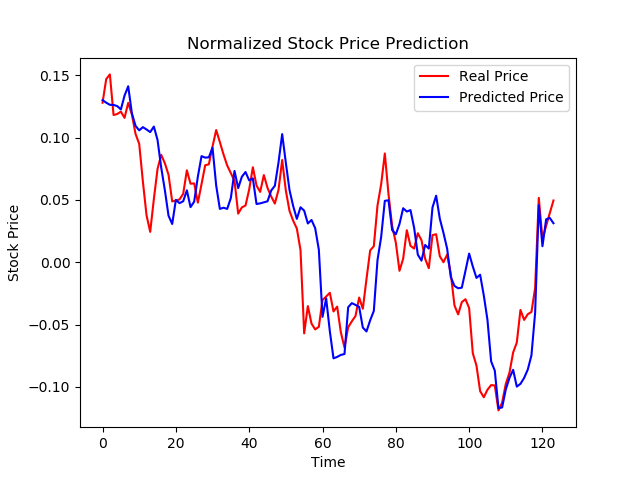 Normalized Stock Price Prediction
Real Price
Predicted Price
0.15
0.10
0.05
0.00
−0.05
−0.10
Stock Price
0 20 40 60 80 100 120
Time